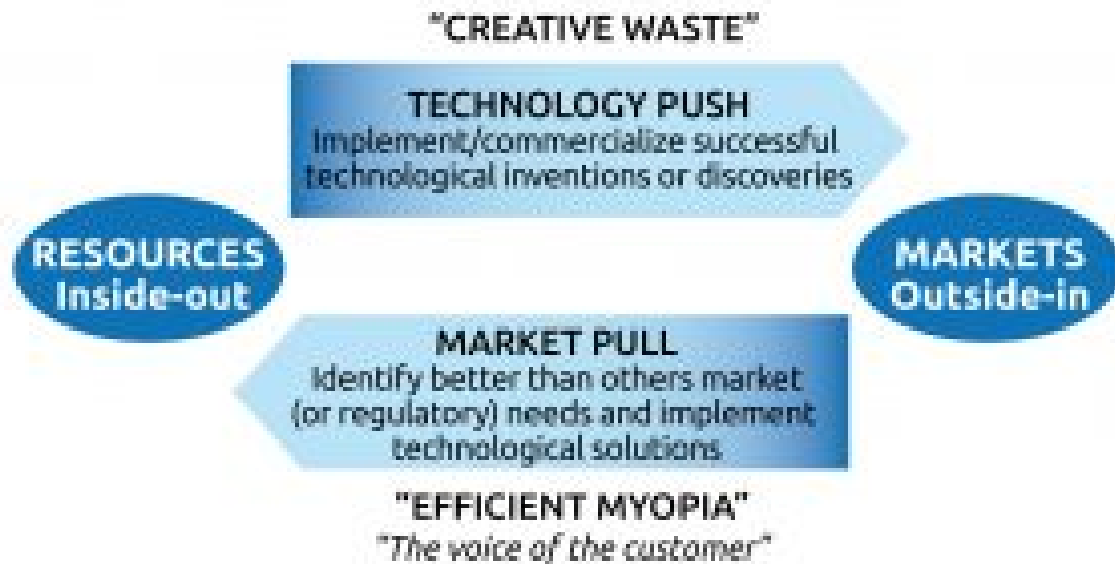 "CREATIVE WASTE"
TECHNOLOGY PUSH
Implement/commercialize successful
technological inventions or discoveries
RESOURCES
Inside-out
MARKETS
Outside-in
MARKET PULL
Identify better than others market
(or regulatory) needs and implement
technological solutions
"EFFICIENT MYOPIA"
"The voice of the customer"